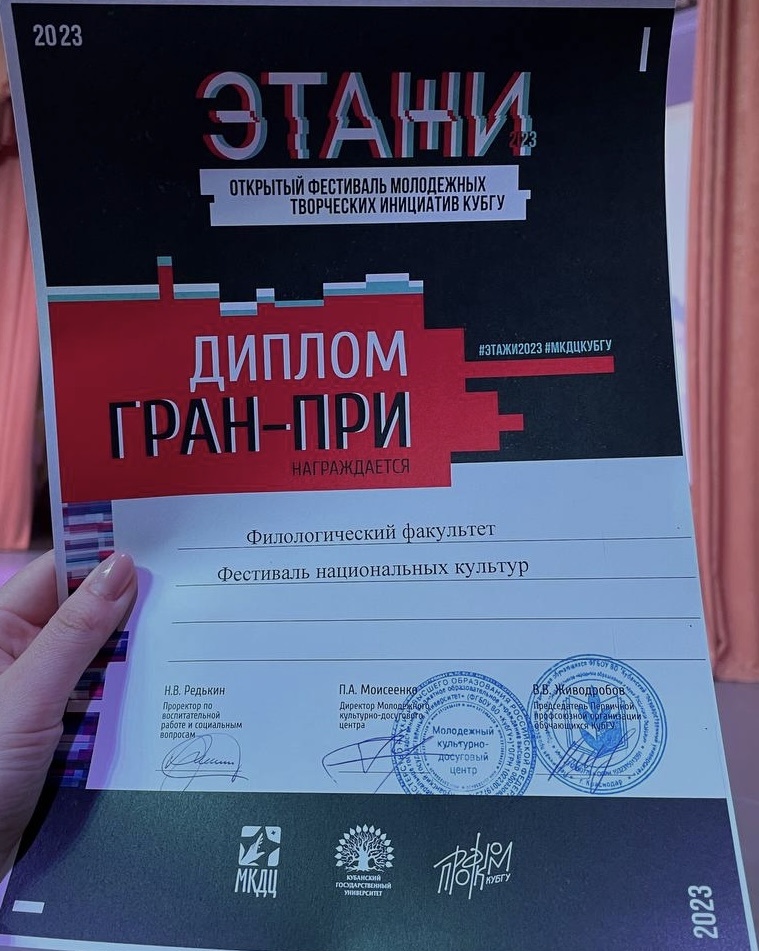 2023
ЭТАЖИ
2023
ОТКРЫТЫЙ ФЕСТИВАЛЬ МОЛОДЕЖНЫХ
ТВОРЧЕСКИХ ИНИЦИАТИВ КУБГУ
#ЭТАЖИ2023 #МКДЦКУБГУ
ДИПЛОМ
ГРАН-ПРИ
НАГРАЖДАЕТСЯ
Филологический факультет
Фестиваль национальных культур
Н.В. Редькин
Проректор по
воспитательной
работе и социальным
вопросам
П.А. Моисеенко
Директор Молодежного
культурно-досугового
центра
В.В. Живодробов
Председатель Первичной
профсоюзной организации
обучающихся КубГУ
Молодежный
культурно-
досуговый
центр
г. Краснодар
МКДЦ
КУБАНСКИЙ
ГОСУДАРСТВЕННЫЙ
УНИВЕРСИТЕТ
ПРОФКОМ
КУБГУ
2023